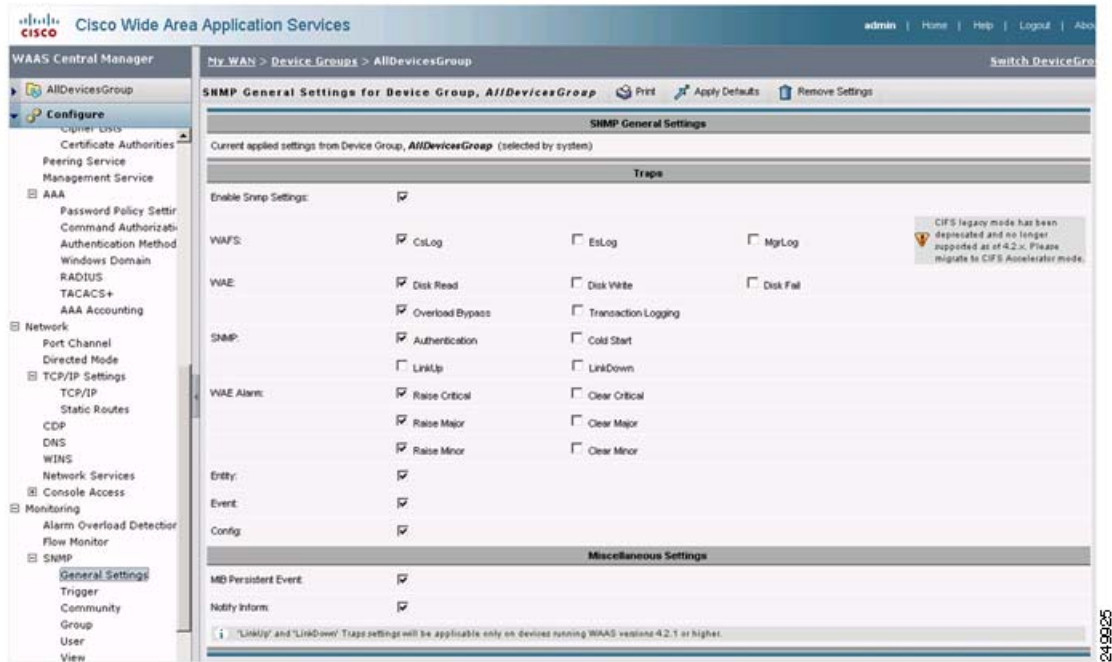 CISCO
Cisco Wide Area Application Services
admin | Home | Help | Logout | Abo
WAAS Central Manager
AllDevicesGroup
Configure
Cipher Lists
Certificate Authorities
Peering Service
Management Service
AAA
Password Policy Settir
Command Authorizati
Authentication Method
Windows Domain
RADIUS
TACACS+
AAA Accounting
Network
Port Channel
Directed Mode
TCP/IP Settings
TCP/IP
Static Routes
CDP
DNS
WINS
Network Services
Console Access
Monitoring
Alarm Overload Detection
Flow Monitor
SNMP
General Settings
Trigger
Community
Group
User
View
My WAN > Device Groups > AllDevicesGroup
Switch DeviceGro
SNMP General Settings for Device Group, AllDevicesGroup Print Apply Defaults Remove Settings
SNMP General Settings
Current applied settings from Device Group, AllDevicesGroup (selected by system)
Traps
Enable Snmp Settings:
WAFS: CsLog EsLog MgrLog
CIFS legacy mode has been
deprecated and no longer
supported as of 4.2.x. Please
migrate to CIFS Accelerator mode.
WAE: Disk Read Disk Write Disk Fail
Overload Bypass Transaction Logging
SNMP: Authentication Cold Start
LinkUp LinkDown
WAE Alarm: Raise Critical Clear Critical
Raise Major Clear Major
Raise Minor Clear Minor
Entity:
Event:
Config:
Miscellaneous Settings
MIB Persistent Event:
Notify Inform:
'LinkUp' and 'LinkDown' Traps settings will be applicable only on devices running WAAS versions 4.2.1 or higher.
249925